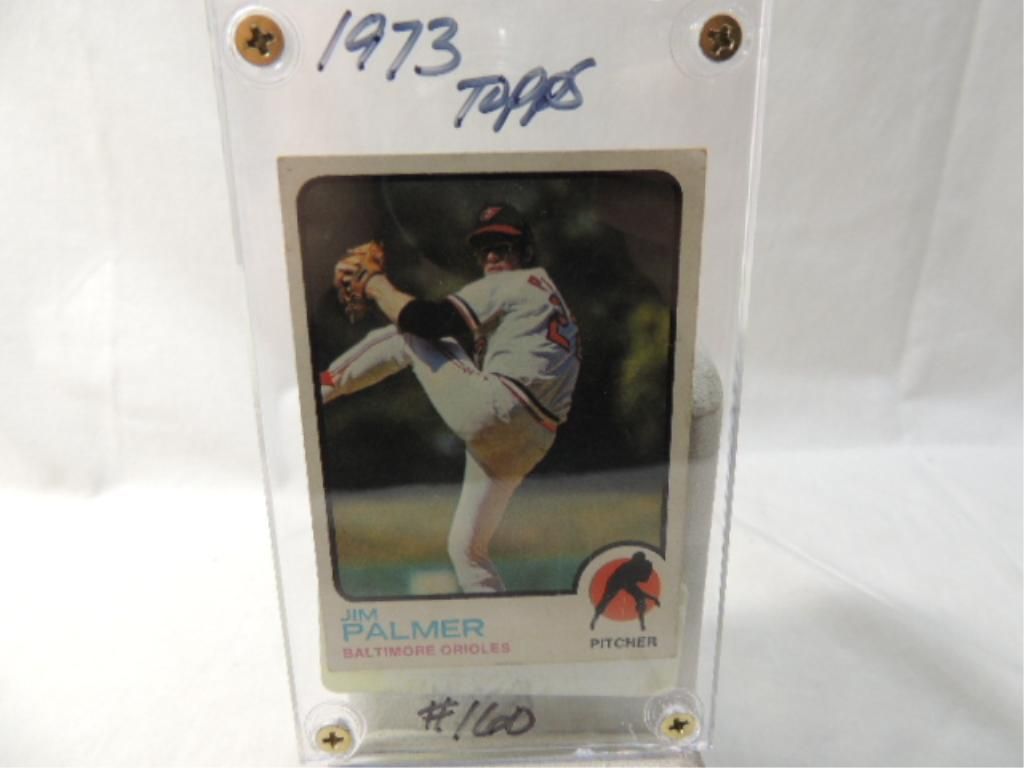 1973
Topps
JIM
PALMER
BALTIMORE ORIOLES
PITCHER
#160